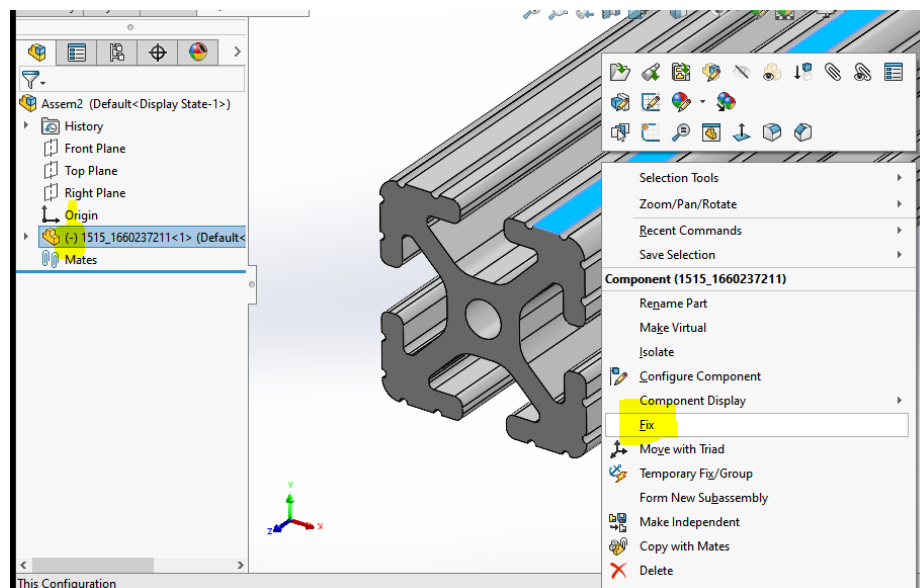 Assem2 (Default<Display State-1>)
History
Front Plane
Top Plane
Right Plane
Origin
(-) 1515_1660237211<1> (Default<
Mates
Y
X
Z
Selection Tools
Zoom/Pan/Rotate
Recent Commands
Save Selection
Component (1515_1660237211)
Rename Part
Make Virtual
Isolate
Configure Component
Component Display
Fix
Move with Triad
Temporary Fix/Group
Form New Subassembly
Make Independent
Copy with Mates
Delete
This Configuration